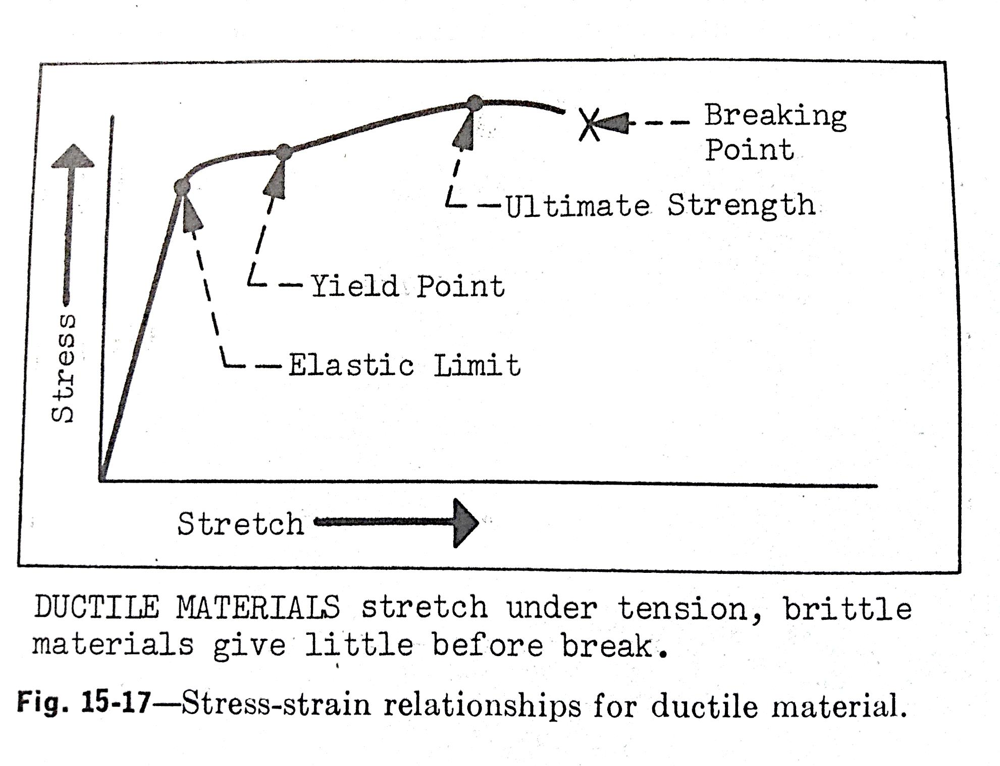 Breaking
Point
Ultimate Strength
Yield Point
Elastic Limit
Stress
Stretch
DUCTILE MATERIALS stretch under tension, brittle
materials give little before break.
Fig. 15-17—Stress-strain relationships for ductile material.